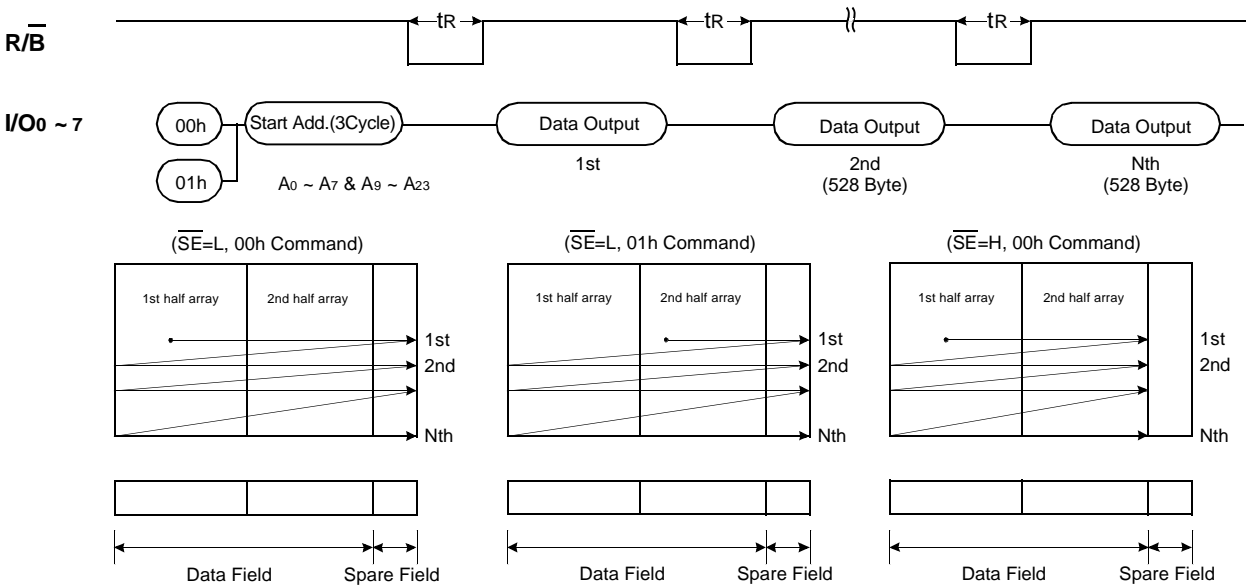 tR tR tR
R/B
I/O0 ~ 7
00h Start Add.(3Cycle) Data Output Data Output Data Output
01h A0 ~ A7 & A9 ~ A23 1st 2nd Nth
(528 Byte) (528 Byte)
(SE=L, 00h Command) (SE=L, 01h Command) (SE=H, 00h Command)
1st half array 2nd half array 1st half array 2nd half array 1st half array 2nd half array
1st 1st 1st
2nd 2nd 2nd
Nth Nth Nth
Data Field Spare Field Data Field Spare Field Data Field Spare Field